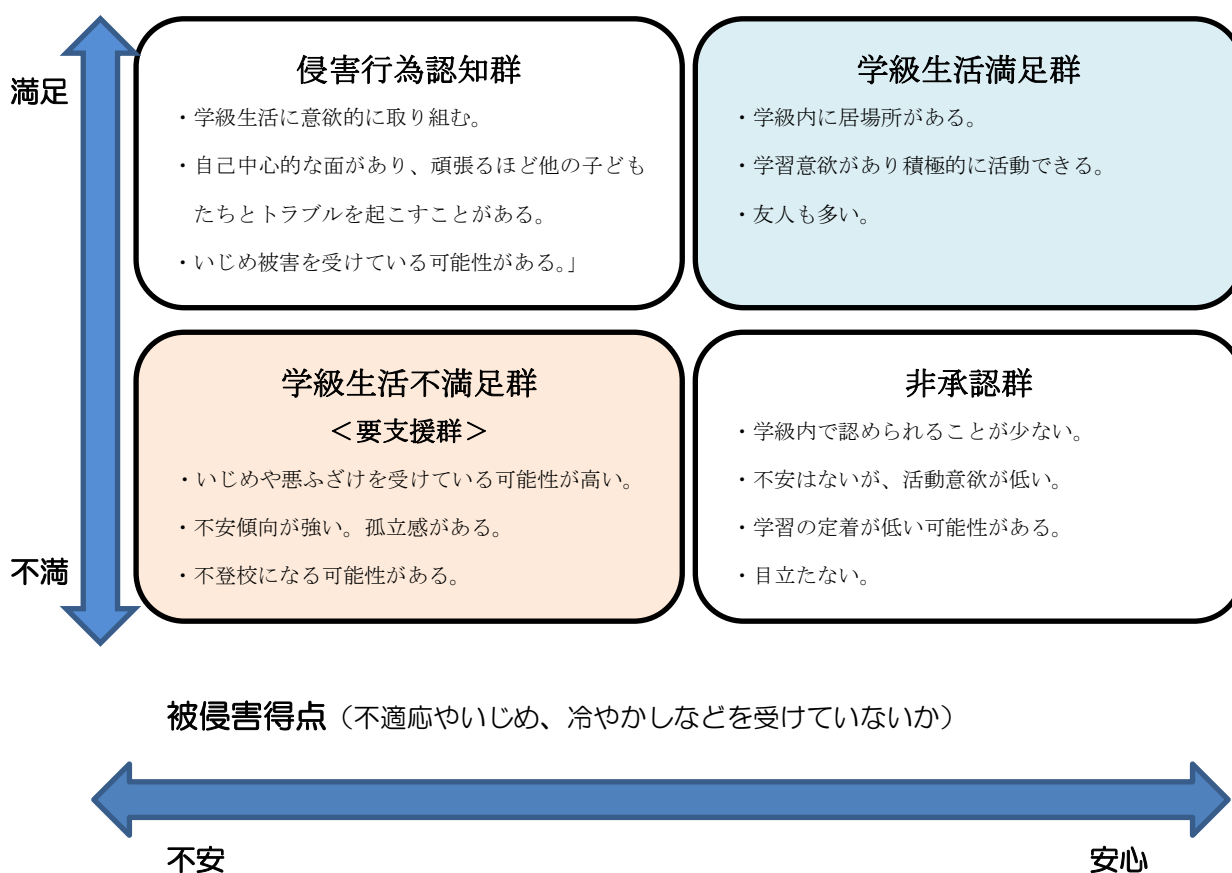 満足
侵害行為認知群
・学級生活に意欲的に取り組む。
・自己中心的な面があり、頑張るほど他の子ども
たちとトラブルを起こすことがある。
・いじめ被害を受けている可能性がある。」
学級生活満足群
・学級内に居場所がある。
・学習意欲があり積極的に活動できる。
・友人も多い。
学級生活不満足群
＜要支援群＞
・いじめや悪ふざけを受けている可能性が高い。
・不安傾向が強い。孤立感がある。
・不登校になる可能性がある。
非承認群
・学級内で認められることが少ない。
・不安はないが、活動意欲が低い。
・学習の定着が低い可能性がある。
・目立たない。
不満
被侵害得点（不適応やいじめ、冷やかしなどを受けていないか）
不安
安心